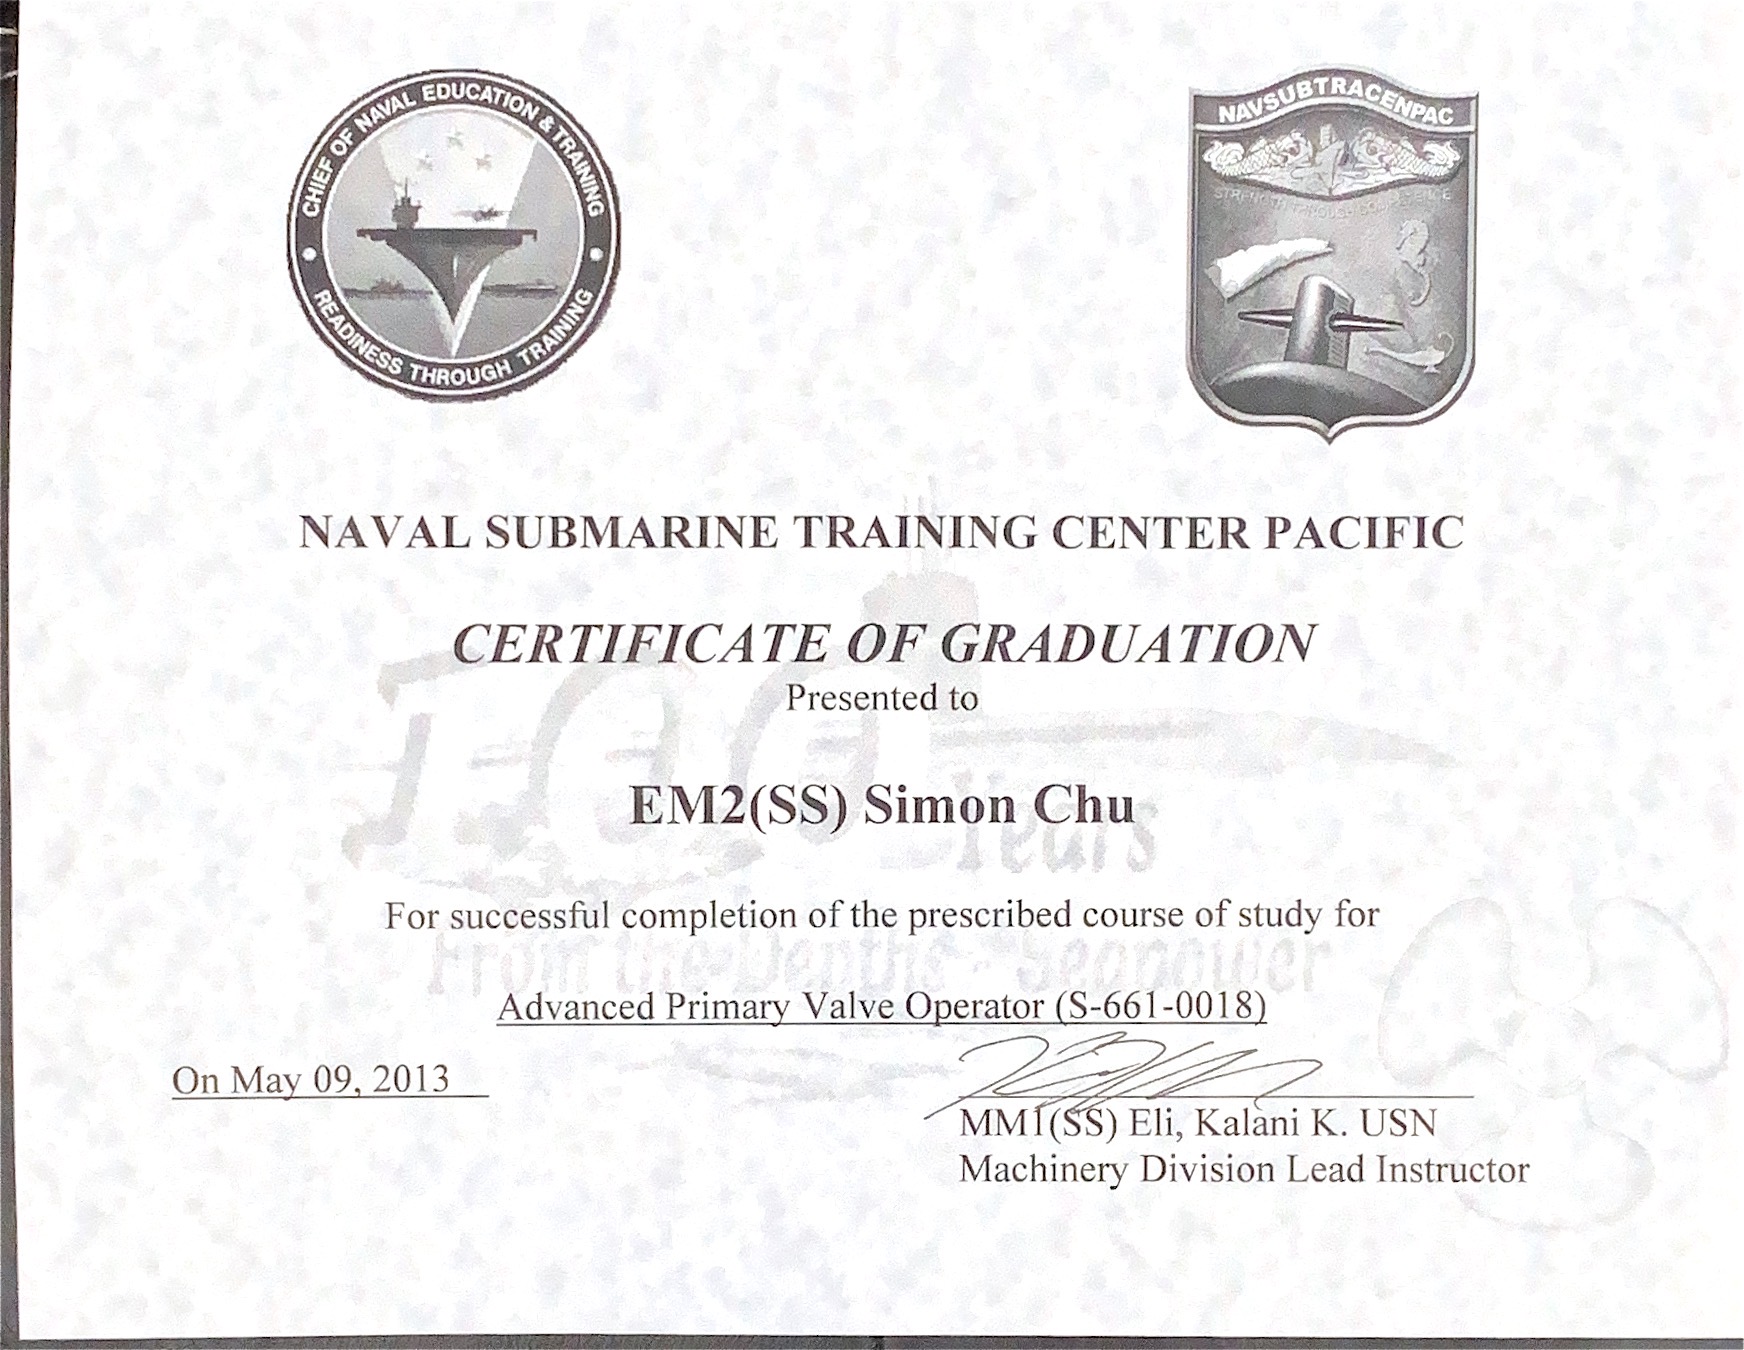 CHIEF OF NAVAL EDUCATION & TRAINING
READINESS THROUGH TRAINING
NAVSUBTRACENPAC
STRENGTH THROUGH
NAVAL SUBMARINE TRAINING CENTER PACIFIC
CERTIFICATE OF GRADUATION
Presented to
100 Years
EM2(SS) Simon Chu
For successful completion of the prescribed course of study for
From the Depths - Seapower
Advanced Primary Valve Operator (S-661-0018)
On May 09, 2013
MM1(SS) Eli, Kalani K. USN
Machinery Division Lead Instructor